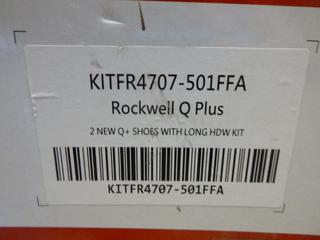 KITFR4707-501FFA
Rockwell Q Plus
2 NEW Q+ SHOES WITH LONG HDW KIT
KITFR4707-501FFA